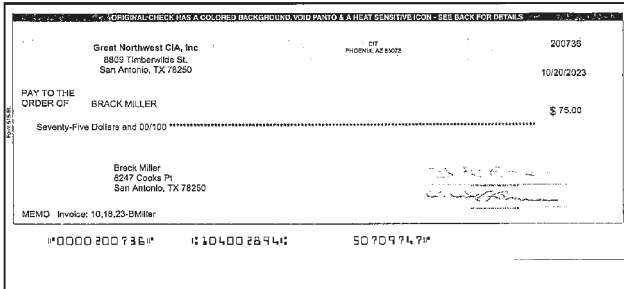 ORIGINAL CHECK HAS A COLORED BACKGROUND, VOID PANTO & A HEAT SENSITIVE ICON - SEE BACK FOR DETAILS
Great Northwest CIA, Inc
8809 Timberwilde St.
San Antonio, TX 78250
CIT
PHOENIX, AZ 85072
200736
10/20/2023
PAY TO THE
ORDER OF BRACK MILLER
$ 75.00
Seventy-Five Dollars and 00/100 ****
Brack Miller
8247 Cooks Pt
San Antonio, TX 78250
MEMO Invoice: 10,18,23-BMiller
⑈0000200736⑈ ⑆104002894⑆ 50709747⑈